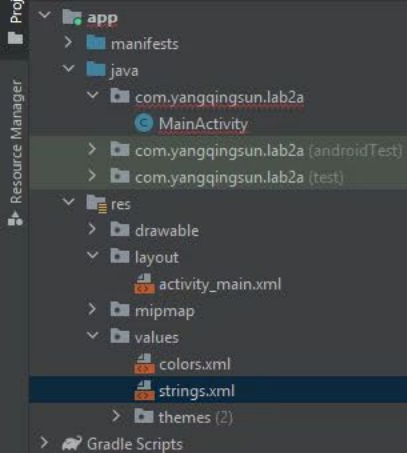 Proj
Resource Manager
app
manifests
java
com.yangqingsun.lab2a
MainActivity
com.yangqingsun.lab2a (androidTest)
com.yangqingsun.lab2a (test)
res
drawable
layout
activity_main.xml
mipmap
values
colors.xml
strings.xml
themes (2)
Gradle Scripts